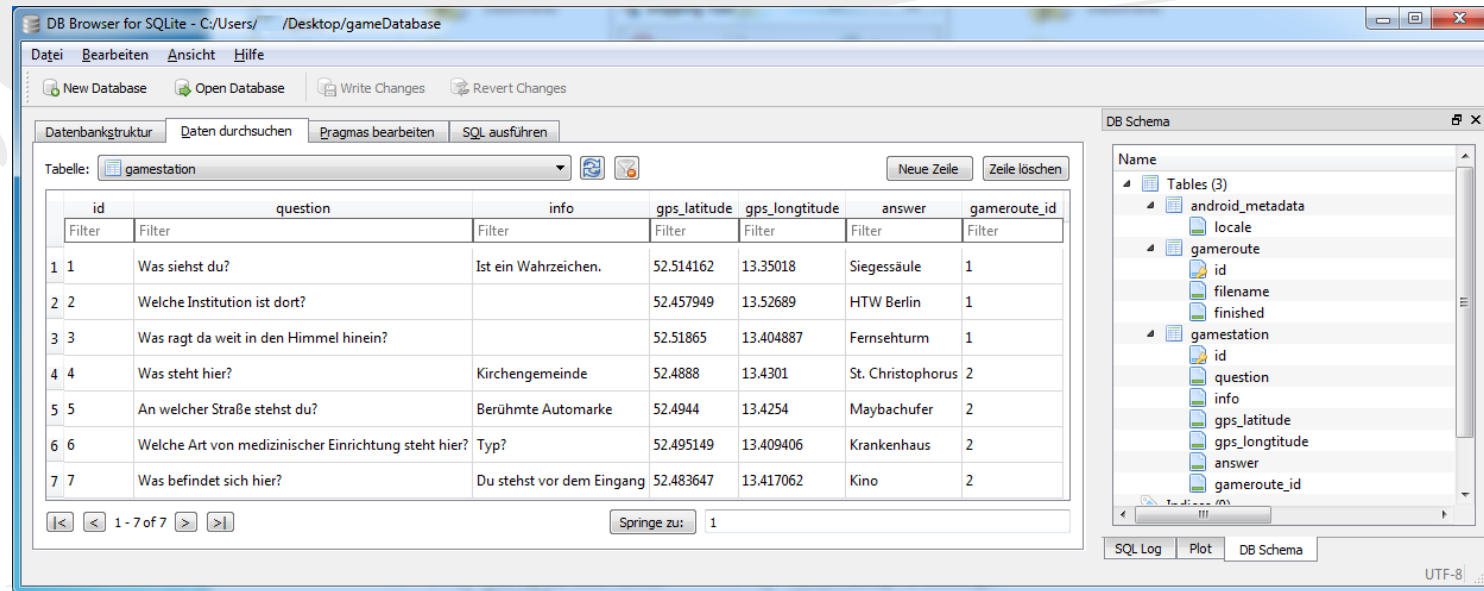 DB Browser for SQLite - C:/Users/ /Desktop/gameDatabase
Datei Bearbeiten Ansicht Hilfe
New Database Open Database Write Changes Revert Changes
Datenbankstruktur Daten durchsuchen Pragmas bearbeiten SQL ausführen
Tabelle: gamestation Neue Zeile Zeile löschen
id question info gps_latitude gps_longtitude answer gameroute_id
Filter Filter Filter Filter Filter Filter Filter
1 1 Was siehst du? Ist ein Wahrzeichen. 52.514162 13.35018 Siegessäule 1
2 2 Welche Institution ist dort? 52.457949 13.52689 HTW Berlin 1
3 3 Was ragt da weit in den Himmel hinein? 52.51865 13.404887 Fernsehturm 1
4 4 Was steht hier? Kirchengemeinde 52.4888 13.4301 St. Christophorus 2
5 5 An welcher Straße stehst du? Berühmte Automarke 52.4944 13.4254 Maybachufer 2
6 6 Welche Art von medizinischer Einrichtung steht hier? Typ? 52.495149 13.409406 Krankenhaus 2
7 7 Was befindet sich hier? Du stehst vor dem Eingang 52.483647 13.417062 Kino 2
|< < 1 - 7 of 7 > >| Springe zu: 1
DB Schema
Name
Tables (3)
android_metadata
locale
gameroute
id
filename
finished
gamestation
id
question
info
gps_latitude
gps_longtitude
answer
gameroute_id
SQL Log Plot DB Schema
UTF-8